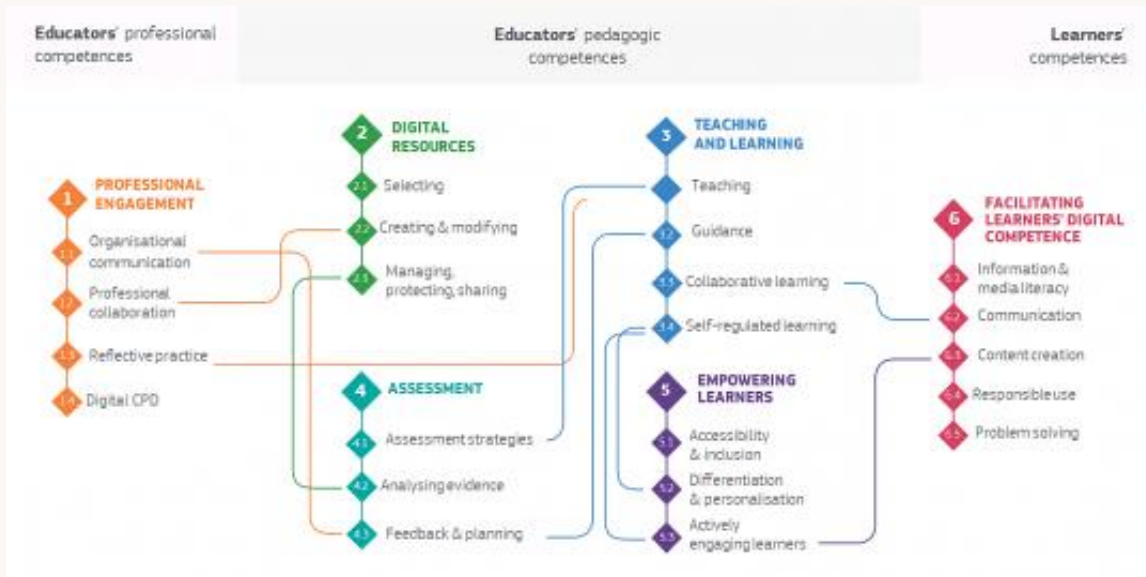 Educators' professional
competences
Educators' pedagogic
competences
Learners'
competences
1
PROFESSIONAL
ENGAGEMENT
1.1
Organisational
communication
1.2
Professional
collaboration
1.3
Reflective practice
1.4
Digital CPD
2
DIGITAL
RESOURCES
2.1
Selecting
2.2
Creating & modifying
2.3
Managing,
protecting, sharing
3
TEACHING
AND LEARNING
Teaching
3.2
Guidance
3.3
Collaborative learning
3.4
Self-regulated learning
4
ASSESSMENT
4.1
Assessment strategies
4.2
Analysing evidence
4.3
Feedback & planning
5
EMPOWERING
LEARNERS
5.1
Accessibility
& inclusion
5.2
Differentiation
& personalisation
5.3
Actively
engaging learners
6
FACILITATING
LEARNERS' DIGITAL
COMPETENCE
6.1
Information &
media literacy
6.2
Communication
6.3
Content creation
6.4
Responsible use
6.5
Problem solving